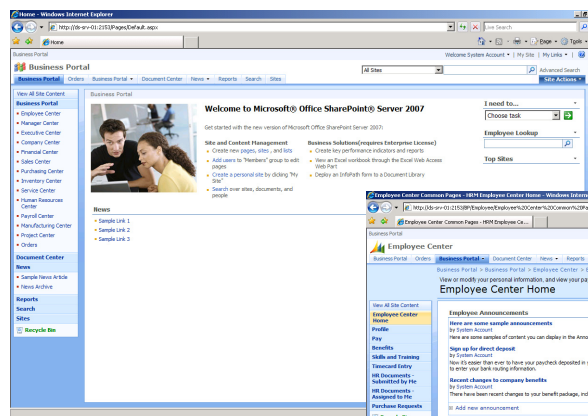 Home - Windows Internet Explorer
http://ds-srv-01:2153/Pages/Default.aspx
Live Search
Home
Page
Tools
Business Portal
Welcome System Account
My Site
My Links
Business Portal
All Sites
Advanced Search
Business Portal Orders Business Portal Document Center News Reports Search Sites
Site Actions
View All Site Content
Business Portal
Employee Center
Manager Center
Executive Center
Company Center
Financial Center
Sales Center
Purchasing Center
Inventory Center
Service Center
Human Resources
Center
Payroll Center
Manufacturing Center
Project Center
Orders
Document Center
News
Sample News Article
News Archive
Reports
Search
Sites
Recycle Bin
Business Portal
Welcome to Microsoft® Office SharePoint® Server 2007
Get started with the new version of Microsoft Office SharePoint Server 2007:
Site and Content Management
Create new pages, sites , and lists
Add users to "Members" group to edit
pages
Create a personal site by clicking "My
Site"
Search over sites, documents, and
people
Business Solutions(requires Enterprise License)
Create key performance indicators and reports
View an Excel workbook through the Excel Web Access
Web Part
Deploy an InfoPath form to a Document Library
News
Sample Link 1
Sample Link 2
Sample Link 3
I need to...
Choose task
Employee Lookup
Top Sites
Employee Center Common Pages - HRM Employee Center Home - Windows Intern
Employee Center Common Pages - HRM Employee Ce...
Business Portal
Employee Center
Business Portal Orders Business Portal Document Center News Reports
Business Portal > Business Portal > Employee Center >
View or modify your personal information, and view your pay
Employee Center Home
View All Site Content
Employee Center
Home
Profile
Pay
Benefits
Skills and Training
Timecard Entry
HR Documents -
Submitted by Me
HR Documents -
Assigned to Me
Purchase Requests
Employee Announcements
Here are some sample announcements
by System Account
Here are some samples of content you can display in the Anno
Sign up for direct deposit
by System Account
Now it's easier than ever to have your paycheck deposited in
to enter your bank routing information.
Recent changes to company benefits
by System Account
There have been recent changes to your benefit package,
Add new announcement